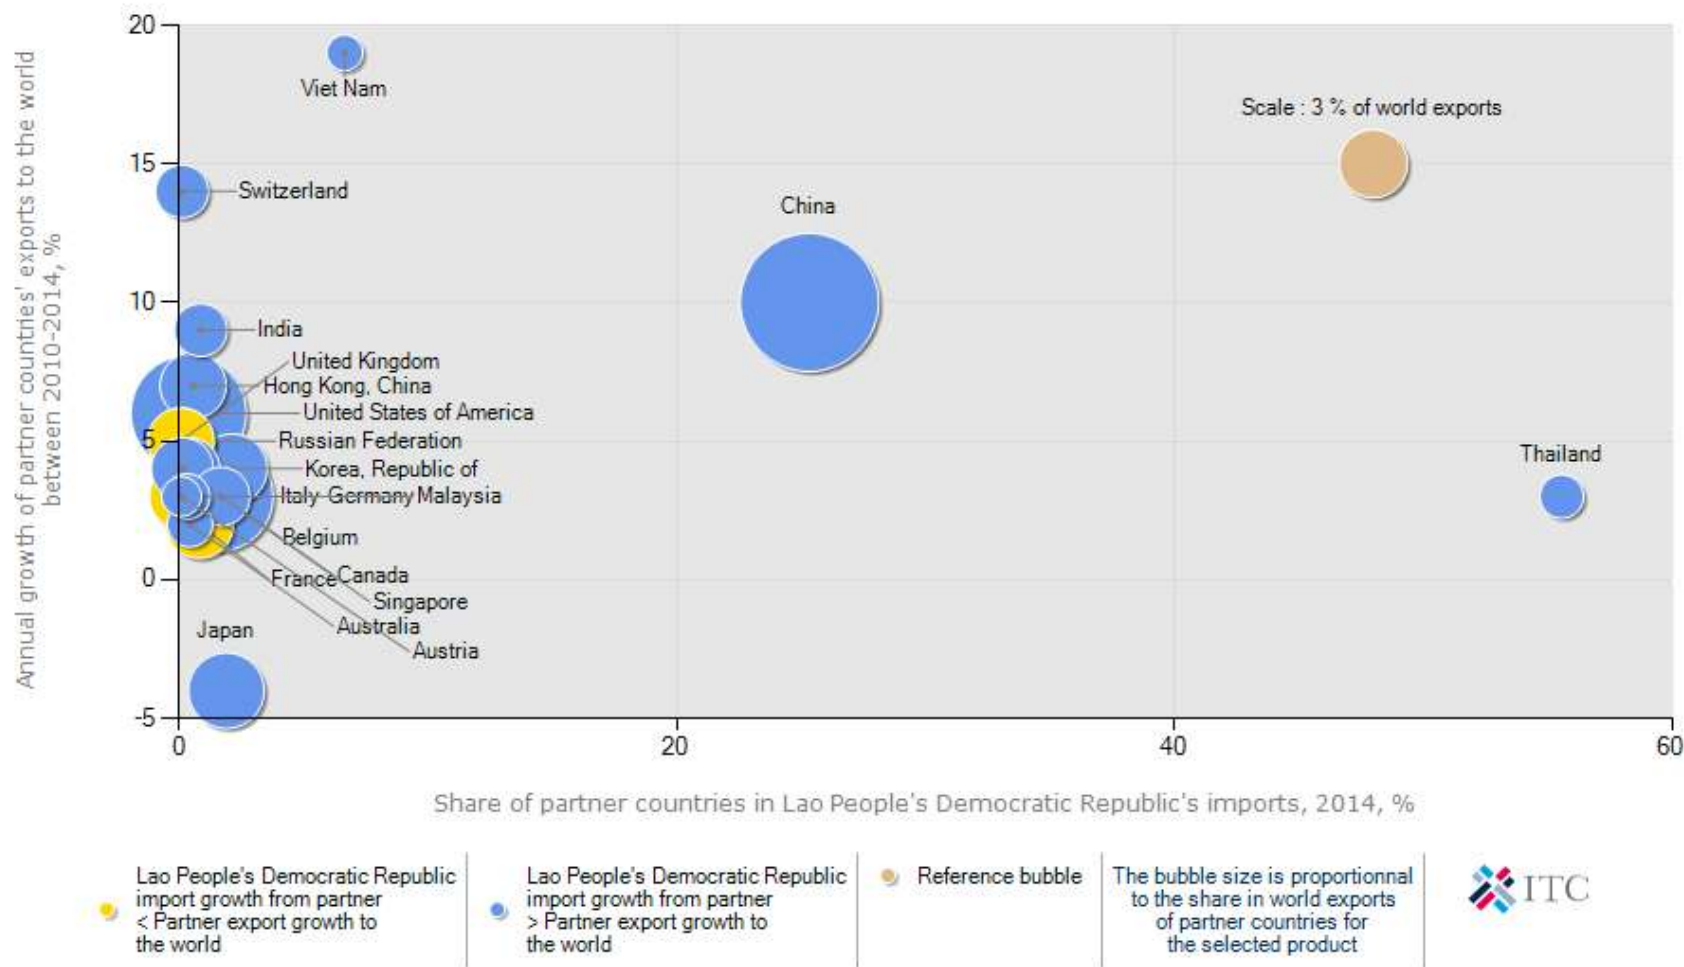 Annual growth of partner countries' exports to the world
between 2010-2014, %
20
15
10
5
0
-5
Viet Nam
Scale : 3 % of world exports
Switzerland
China
India
United Kingdom
Hong Kong, China
United States of America
Russian Federation
Korea, Republic of
Italy Germany Malaysia
Thailand
Belgium
France Canada
Singapore
Australia
Japan
Austria
0 20 40 60
Share of partner countries in Lao People's Democratic Republic's imports, 2014, %
Lao People's Democratic Republic
import growth from partner
< Partner export growth to
the world
Lao People's Democratic Republic
import growth from partner
> Partner export growth to
the world
Reference bubble
The bubble size is proportionnal
to the share in world exports
of partner countries for
the selected product
ITC